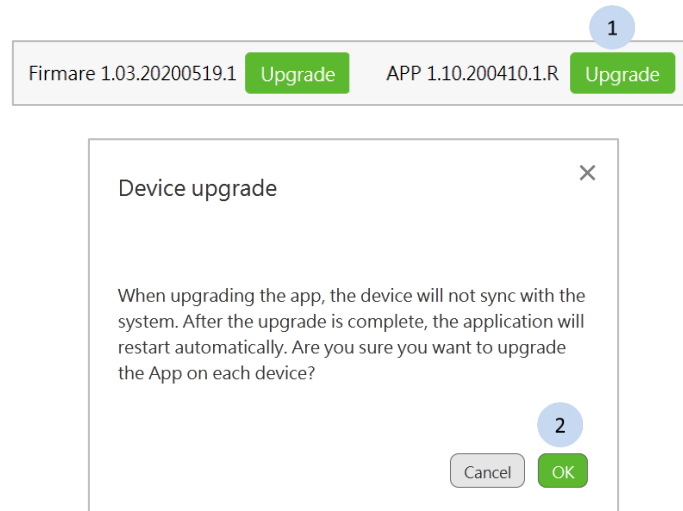 1
Firmare 1.03.20200519.1 Upgrade APP 1.10.200410.1.R Upgrade
Device upgrade
When upgrading the app, the device will not sync with the
system. After the upgrade is complete, the application will
restart automatically. Are you sure you want to upgrade
the App on each device?
2
Cancel OK